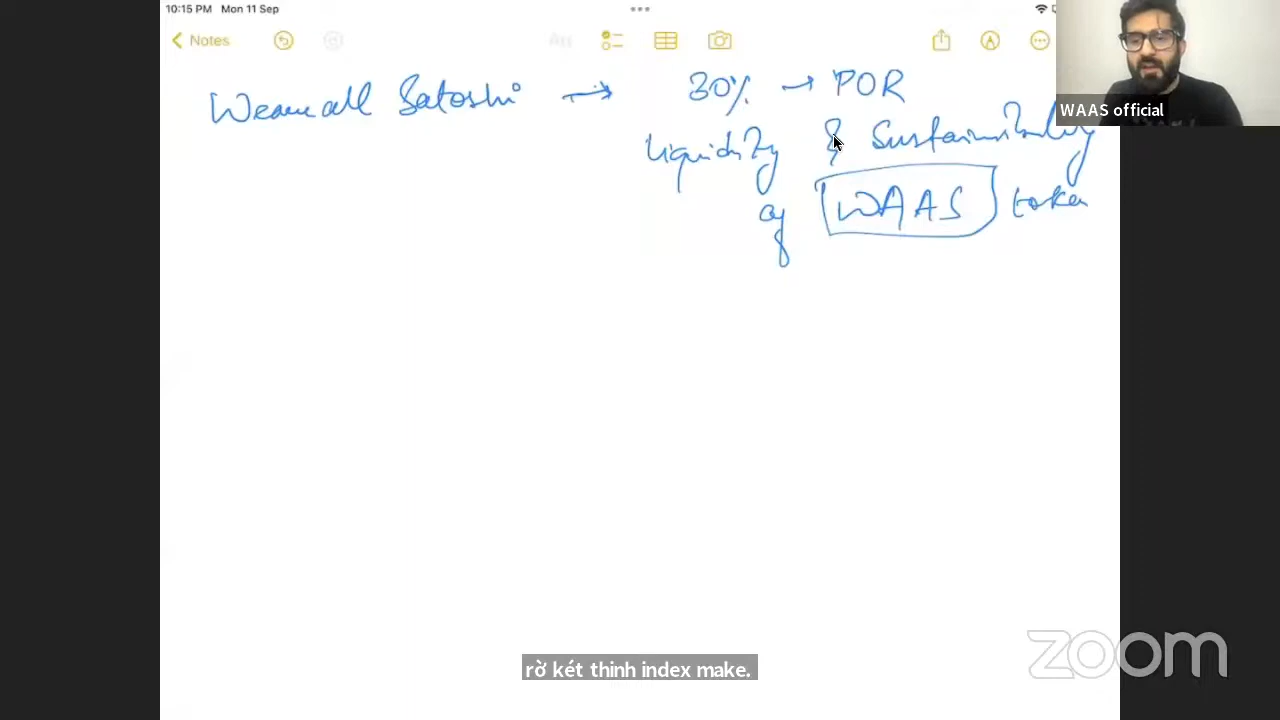 10:15 PM Mon 11 Sep
Notes
Aa
We are all Satoshi → 30% → POR
liquidity & Sustainability
of WAAS token
WAAS official
rờ két thinh index make.
zoom